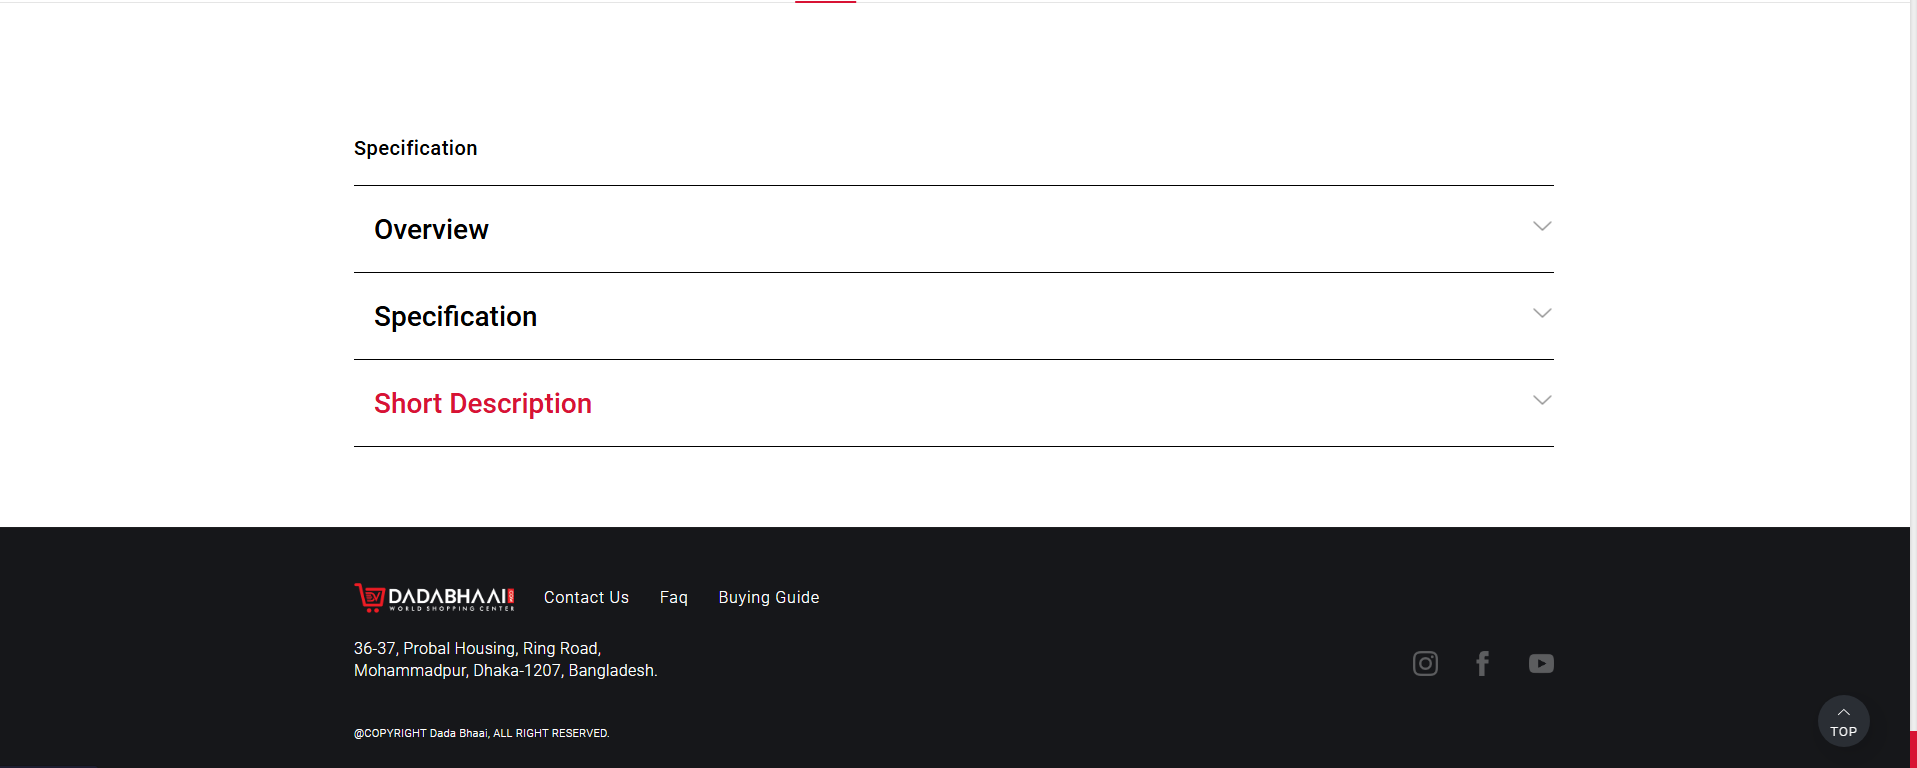 Specification
Overview
Specification
Short Description
DADABHAAI
WORLD SHOPPING CENTER
Contact Us
Faq
Buying Guide
36-37, Probal Housing, Ring Road,
Mohammadpur, Dhaka-1207, Bangladesh.
@COPYRIGHT Dada Bhaai, ALL RIGHT RESERVED.
TOP